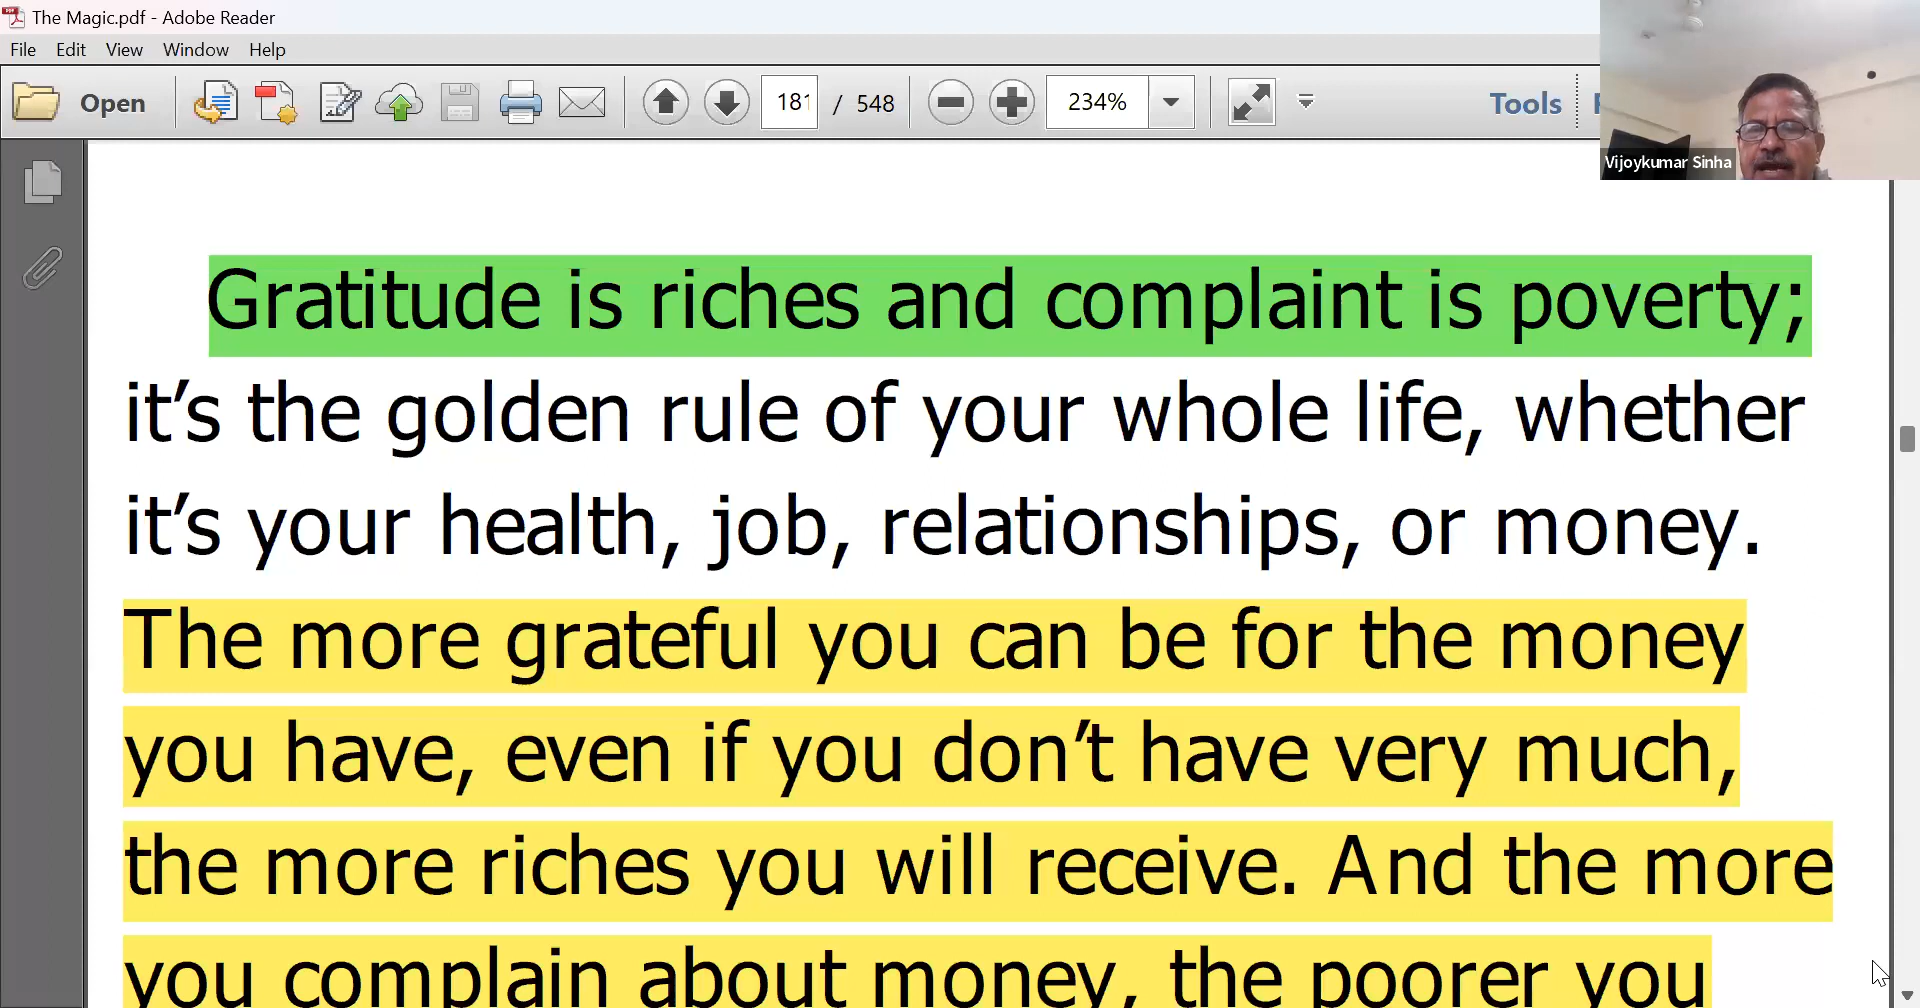 The Magic.pdf - Adobe Reader
File Edit View Window Help
Open 181 / 548 234% Tools
Vijoykumar Sinha
Gratitude is riches and complaint is poverty;
it’s the golden rule of your whole life, whether
it’s your health, job, relationships, or money.
The more grateful you can be for the money
you have, even if you don’t have very much,
the more riches you will receive. And the more
you complain about money, the poorer you